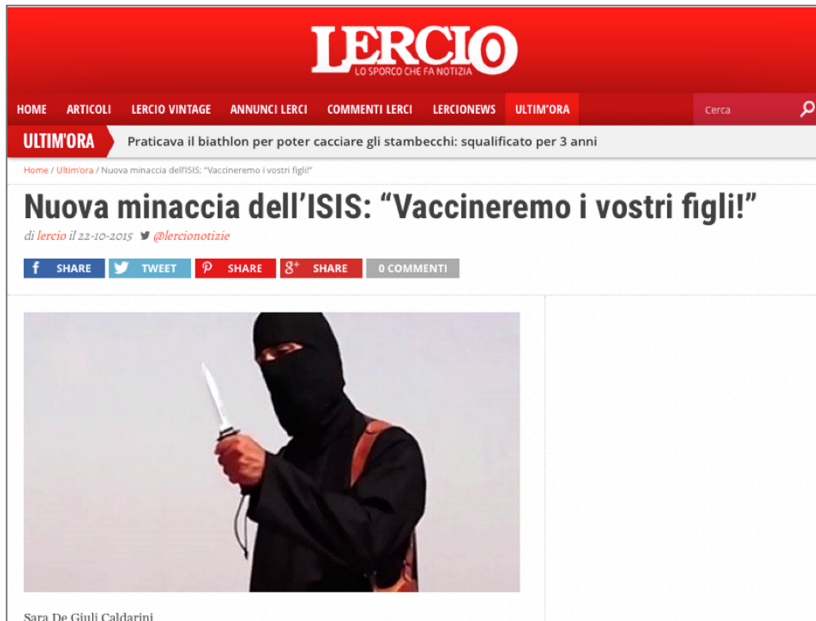 LERCIO
LO SPORCO CHE FA NOTIZIA
HOME ARTICOLI LERCIO VINTAGE ANNUNCI LERCI COMMENTI LERCI LERCIONEWS ULTIM'ORA Cerca
ULTIM'ORA Praticava il biathlon per poter cacciare gli stambecchi: squalificato per 3 anni
Home / Ultim'ora / Nuova minaccia dell'ISIS: "Vaccineremo i vostri figli!"
Nuova minaccia dell'ISIS: “Vaccineremo i vostri figli!”
di lercio il 22-10-2015 @lercionotizie
f SHARE TWEET SHARE g+ SHARE 0 COMMENTI
Sara De Giuli Caldarini